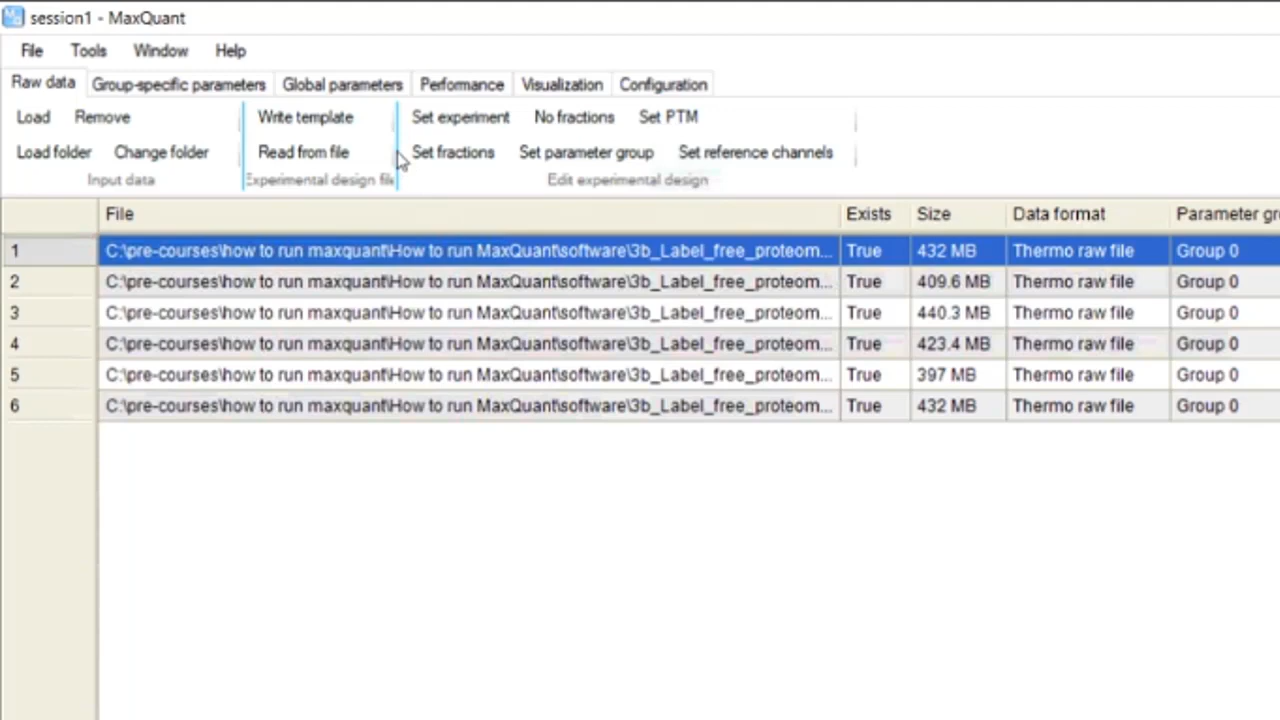 session1 - MaxQuant
File Tools Window Help
Raw data Group-specific parameters Global parameters Performance Visualization Configuration
Load Remove Write template Set experiment No fractions Set PTM
Load folder Change folder Read from file Set fractions Set parameter group Set reference channels
Input data Experimental design fil Edit experimental design
File Exists Size Data format Parameter gr
1 C:\pre-courses\how to run maxquant\How to run MaxQuant\software\3b_Label_free_proteom... True 432 MB Thermo raw file Group 0
2 C:\pre-courses\how to run maxquant\How to run MaxQuant\software\3b_Label_free_proteom... True 409.6 MB Thermo raw file Group 0
3 C:\pre-courses\how to run maxquant\How to run MaxQuant\software\3b_Label_free_proteom... True 440.3 MB Thermo raw file Group 0
4 C:\pre-courses\how to run maxquant\How to run MaxQuant\software\3b_Label_free_proteom... True 423.4 MB Thermo raw file Group 0
5 C:\pre-courses\how to run maxquant\How to run MaxQuant\software\3b_Label_free_proteom... True 397 MB Thermo raw file Group 0
6 C:\pre-courses\how to run maxquant\How to run MaxQuant\software\3b_Label_free_proteom... True 432 MB Thermo raw file Group 0